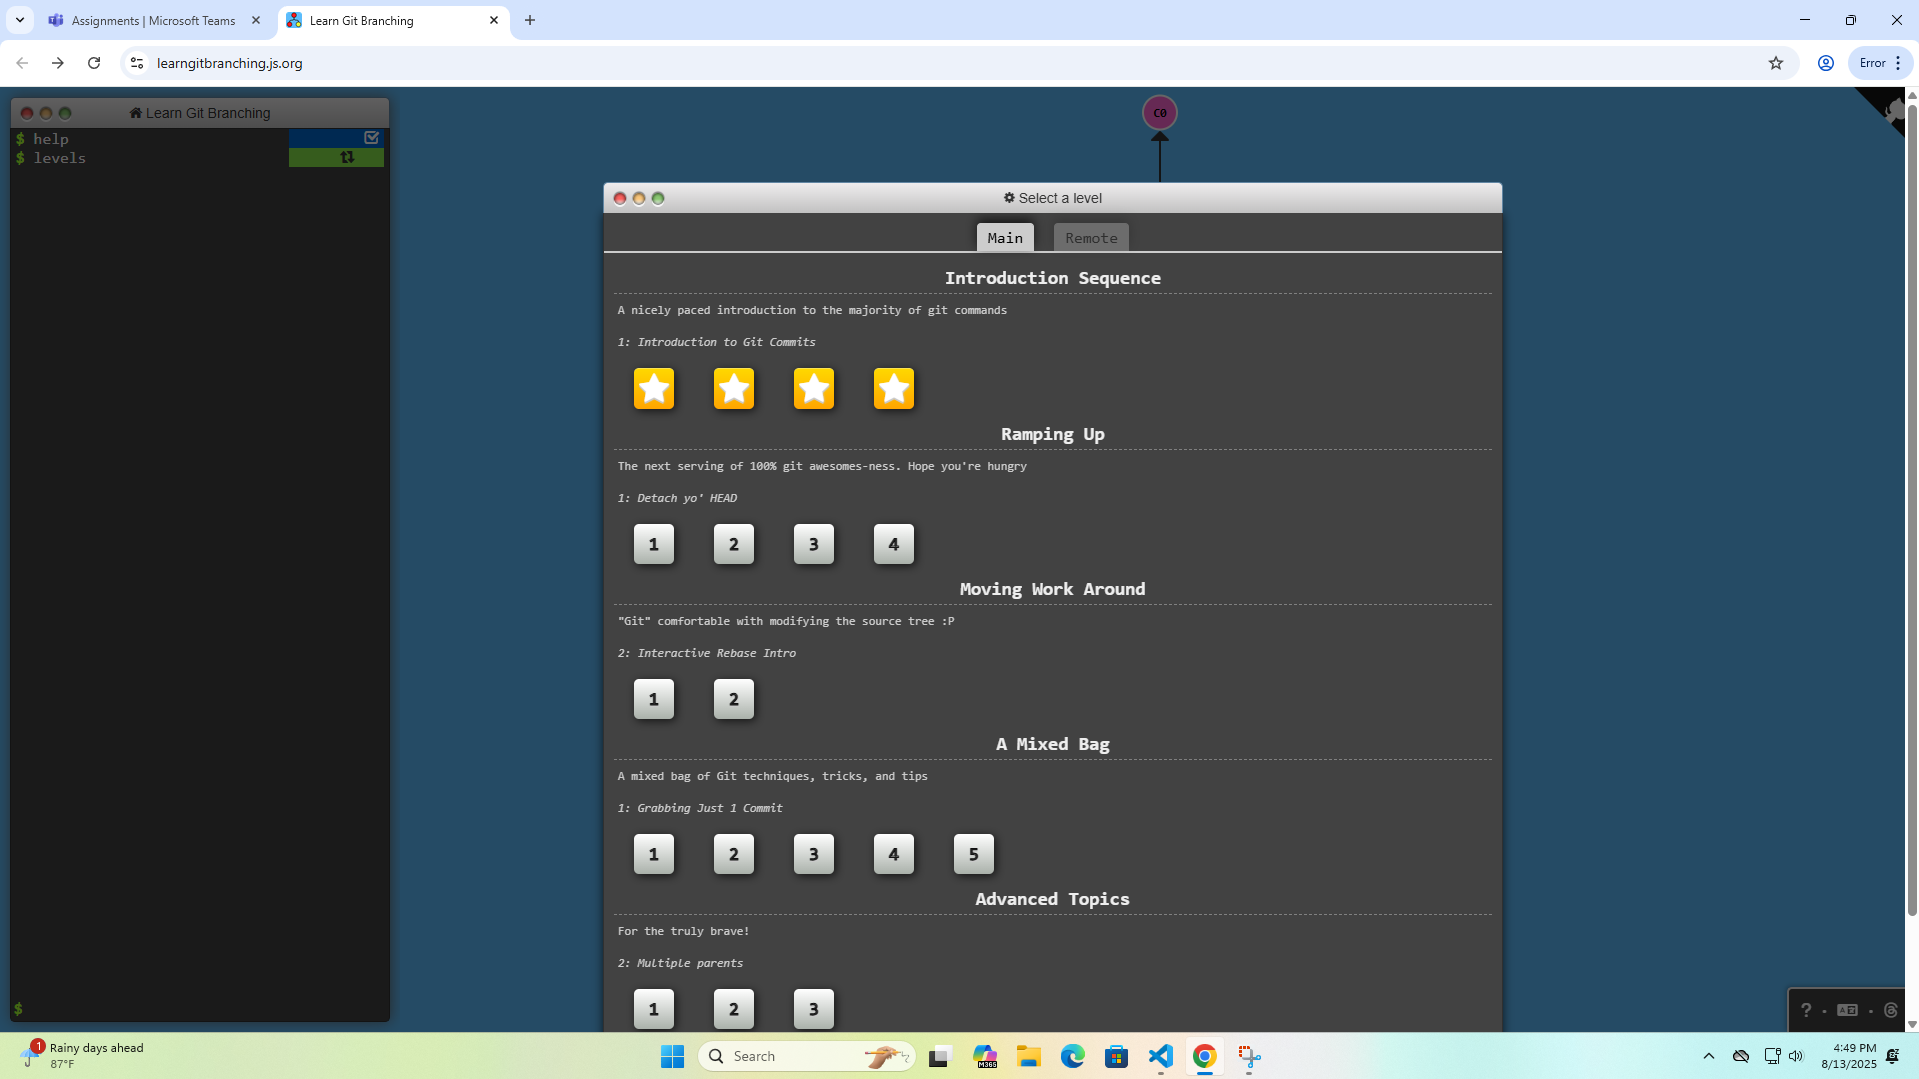 Assignments | Microsoft Teams
Learn Git Branching
learngitbranching.js.org
Error
Learn Git Branching
$ help
$ levels
$
C0
Select a level
Main Remote
Introduction Sequence
A nicely paced introduction to the majority of git commands
1: Introduction to Git Commits
Ramping Up
The next serving of 100% git awesomes-ness. Hope you're hungry
1: Detach yo' HEAD
1 2 3 4
Moving Work Around
"Git" comfortable with modifying the source tree :P
2: Interactive Rebase Intro
1 2
A Mixed Bag
A mixed bag of Git techniques, tricks, and tips
1: Grabbing Just 1 Commit
1 2 3 4 5
Advanced Topics
For the truly brave!
2: Multiple parents
1 2 3
?
1
Rainy days ahead
87°F
Search
M365
4:49 PM
8/13/2025